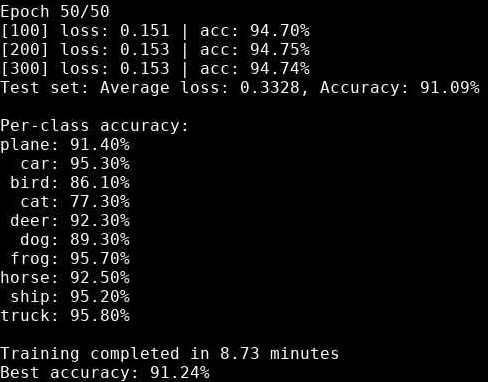 Epoch 50/50
[100] loss: 0.151 | acc: 94.70%
[200] loss: 0.153 | acc: 94.75%
[300] loss: 0.153 | acc: 94.74%
Test set: Average loss: 0.3328, Accuracy: 91.09%

Per-class accuracy:
plane: 91.40%
  car: 95.30%
 bird: 86.10%
  cat: 77.30%
 deer: 92.30%
  dog: 89.30%
 frog: 95.70%
horse: 92.50%
 ship: 95.20%
truck: 95.80%

Training completed in 8.73 minutes
Best accuracy: 91.24%